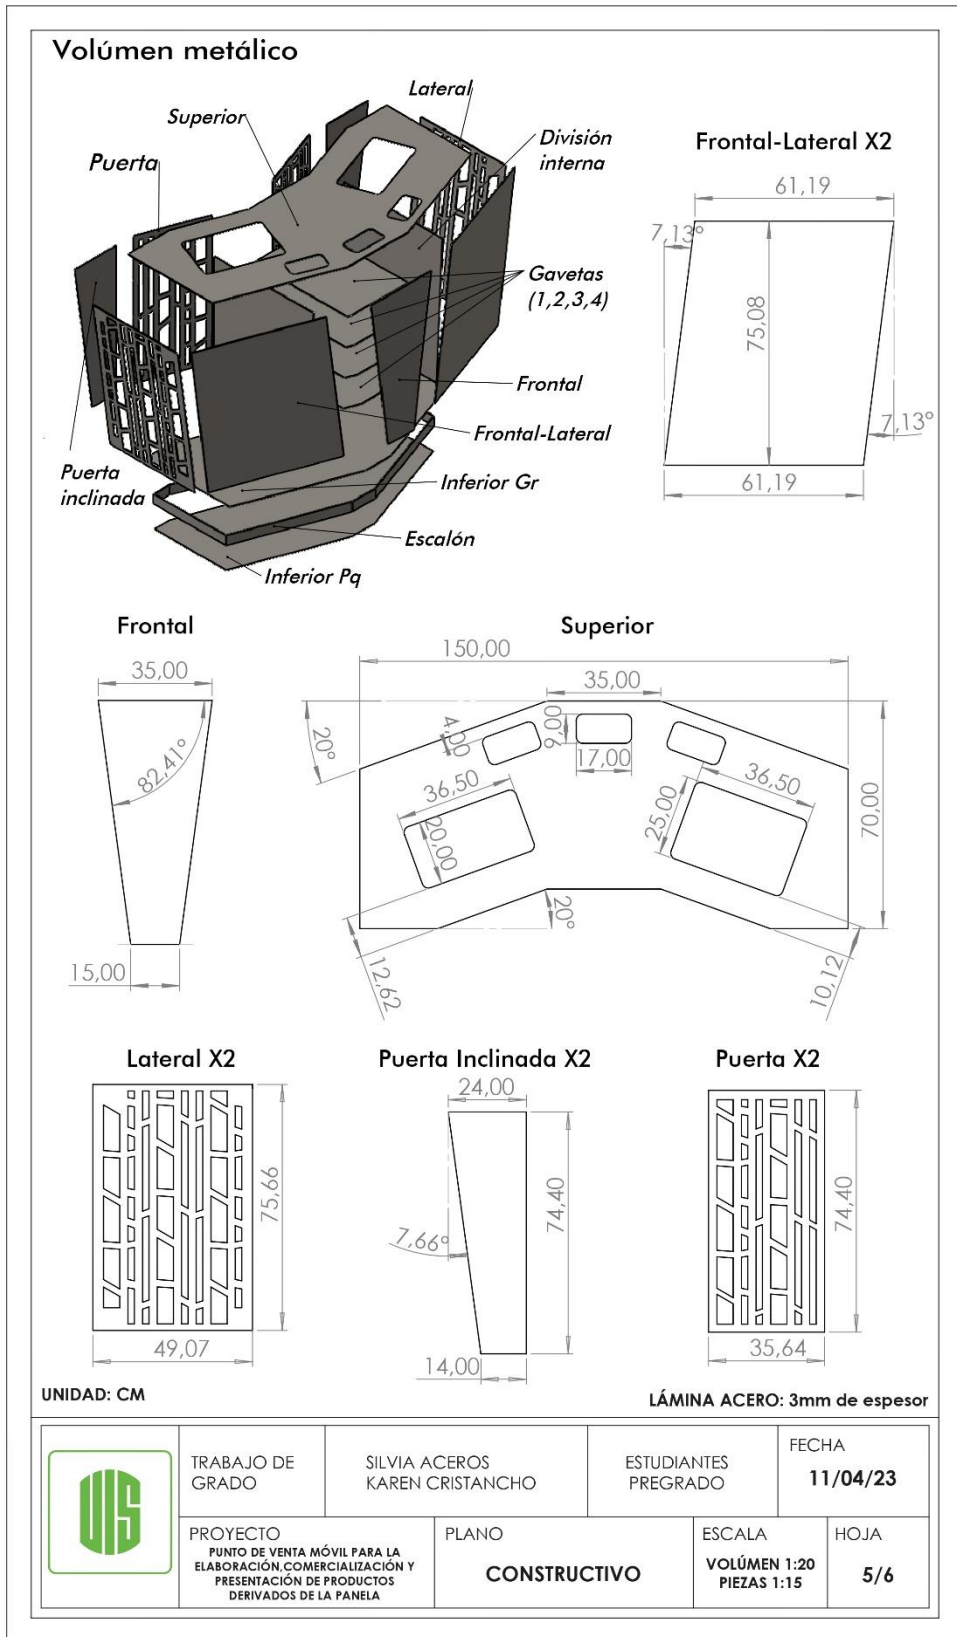 Volúmen metálico
Lateral
Superior
División
interna
Puerta
Gavetas
(1,2,3,4)
Frontal
Frontal-Lateral
Puerta
inclinada
Inferior Gr
Escalón
Inferior Pq
Frontal-Lateral X2
61,19
7,13°
75,08
7,13°
61,19
Frontal
35,00
82,41°
15,00
Superior
150,00
35,00
20°
4,00
6,00
17,00
36,50
20,00
36,50
25,00
70,00
20°
12,62
10,12
Lateral X2
75,66
49,07
Puerta Inclinada X2
24,00
74,40
7,66°
14,00
Puerta X2
74,40
35,64
UNIDAD: CM
LÁMINA ACERO: 3mm de espesor
UIS
TRABAJO DE
GRADO
SILVIA ACEROS
KAREN CRISTANCHO
ESTUDIANTES
PREGRADO
FECHA
11/04/23
PROYECTO
PUNTO DE VENTA MÓVIL PARA LA
ELABORACIÓN,COMERCIALIZACIÓN Y
PRESENTACIÓN DE PRODUCTOS
DERIVADOS DE LA PANELA
PLANO
CONSTRUCTIVO
ESCALA
VOLÚMEN 1:20
PIEZAS 1:15
HOJA
5/6